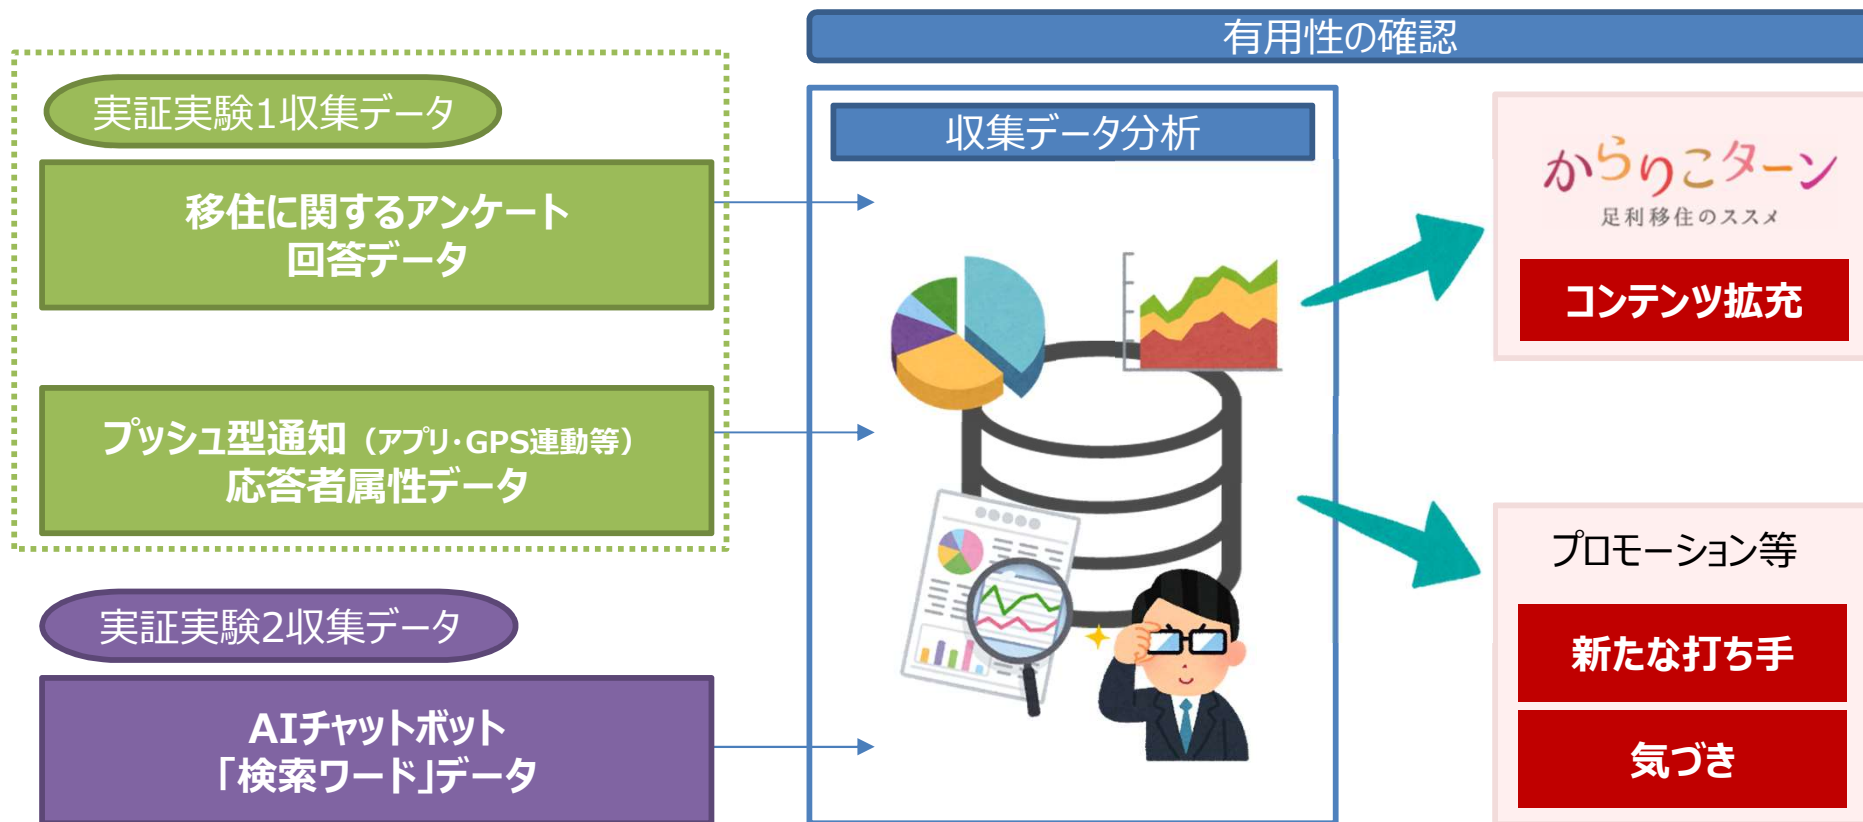 有用性の確認
実証実験1収集データ
移住に関するアンケート
回答データ
プッシュ型通知（アプリ・GPS連動等）
応答者属性データ
実証実験2収集データ
AIチャットボット
「検索ワード」データ
収集データ分析
からりこターン
足利移住のススメ
コンテンツ拡充
プロモーション等
新たな打ち手
気づき